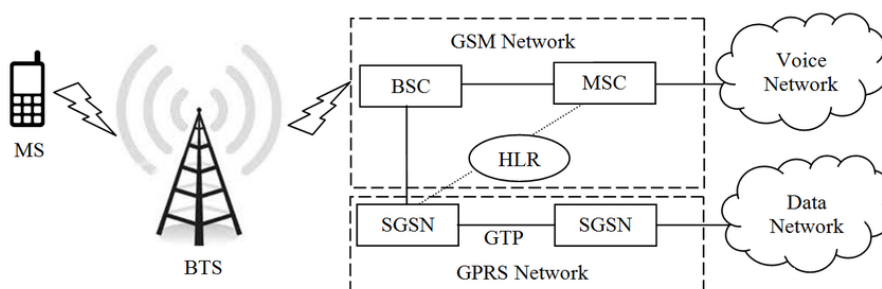 GSM Network
Voice
Network
BSC
MSC
MS
HLR
Data
Network
SGSN
GTP
SGSN
BTS
GPRS Network